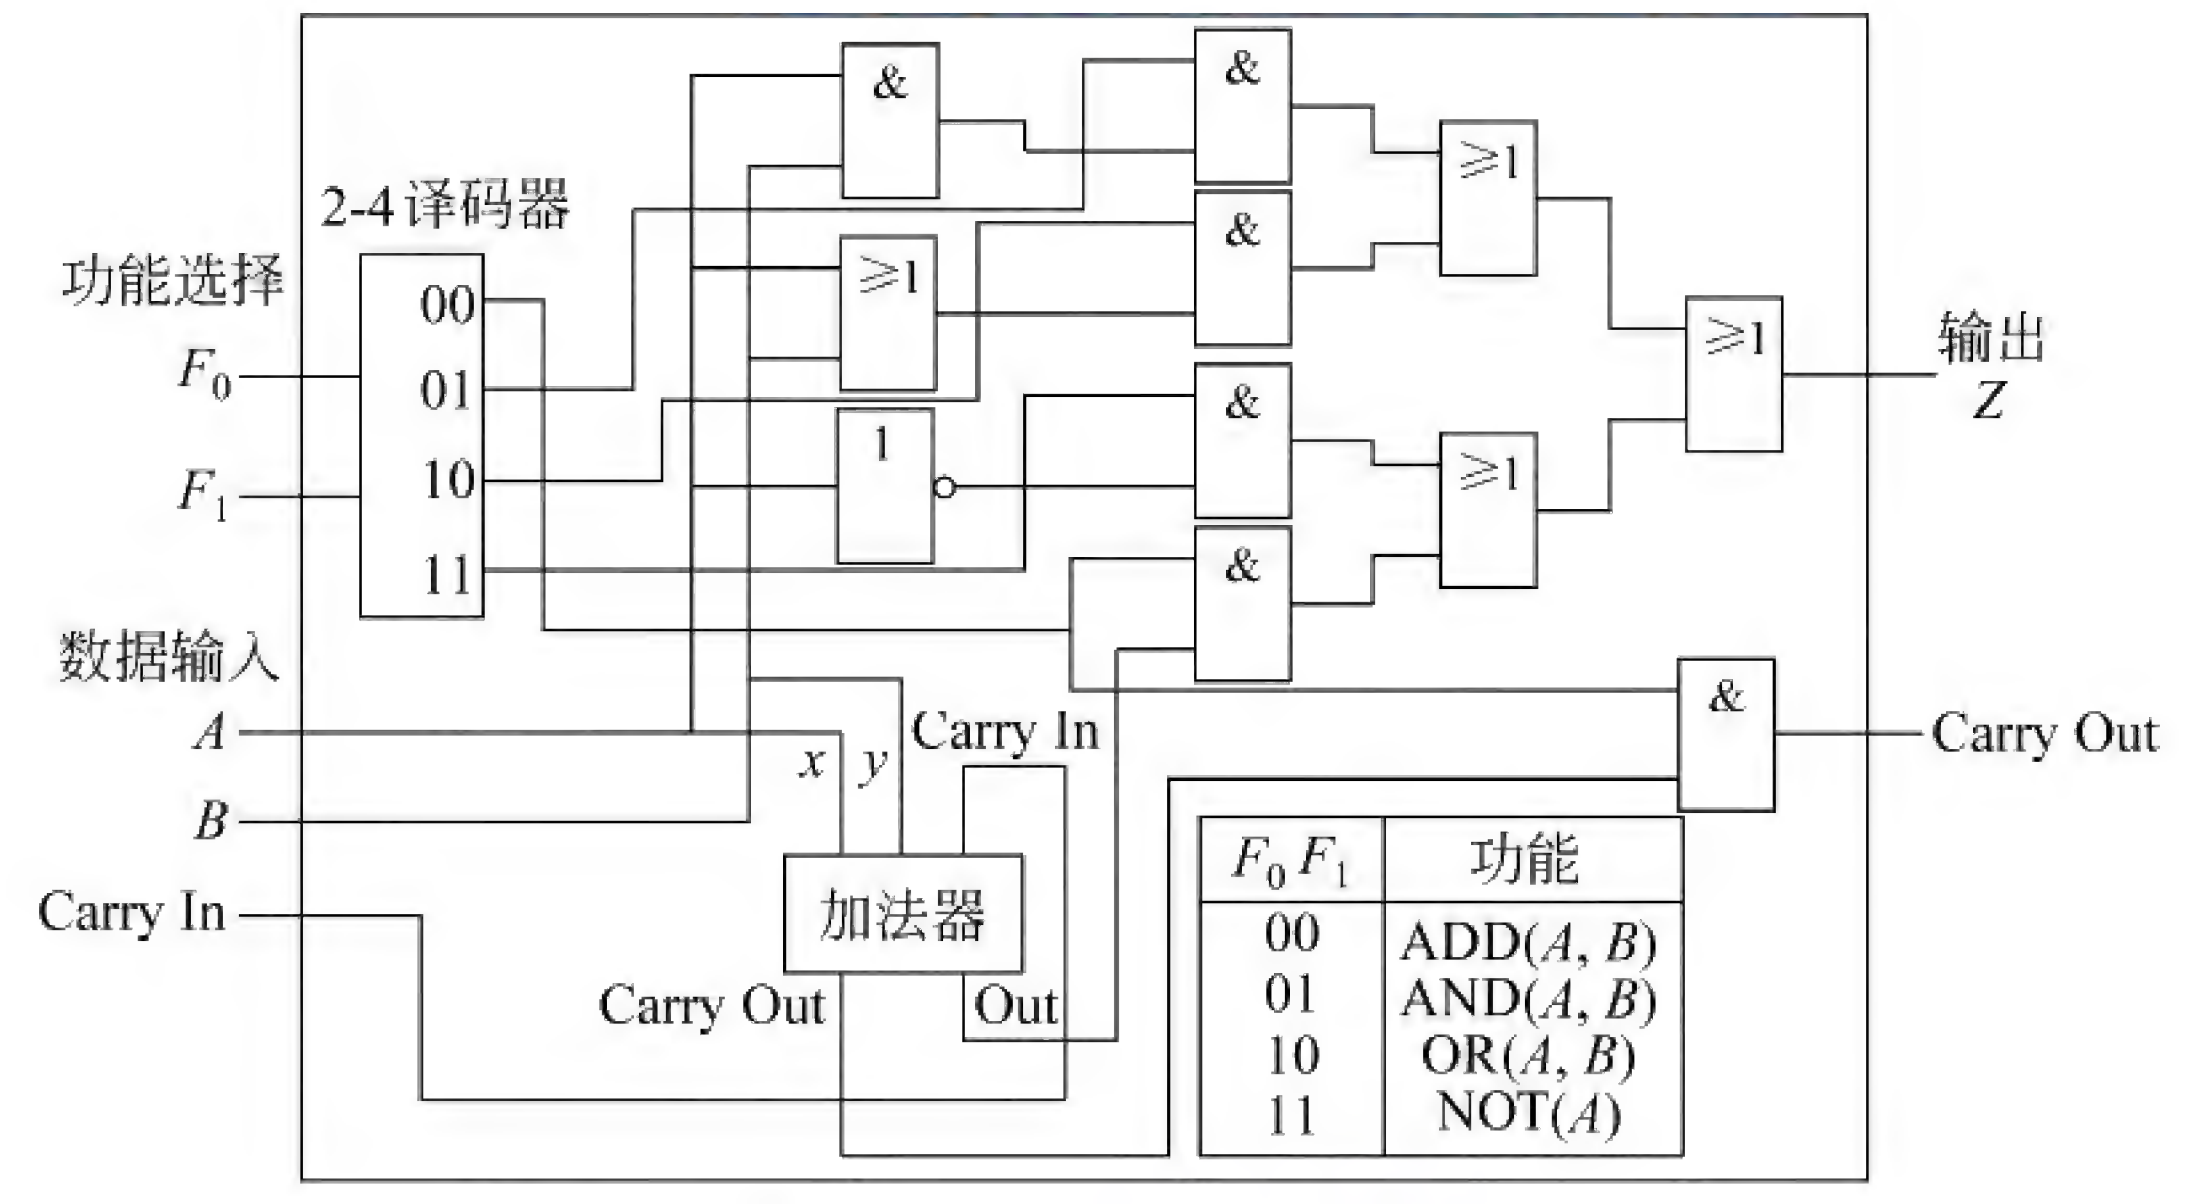 &
&
≥1
2-4译码器
&
功能选择
≥1
00
≥1
输出
F₀
Z
01
&
1
10
≥1
F₁
11
&
数据输入
&
A
x
y
Carry In
Carry Out
B
F₀ F₁ 功能
Carry In
加法器
00 ADD(A, B)
Carry Out
Out
01 AND(A, B)
10 OR(A, B)
11 NOT(A)